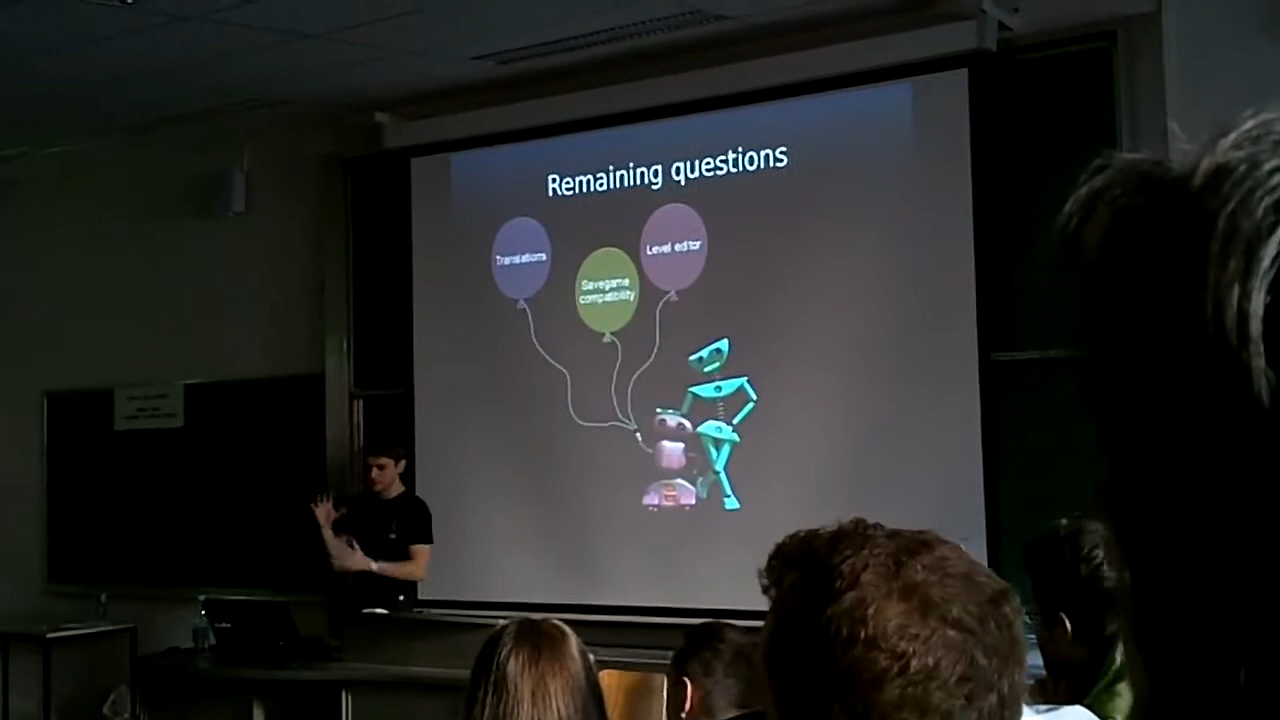 Remaining questions
Translations
Savegame
compatibility
Level editor